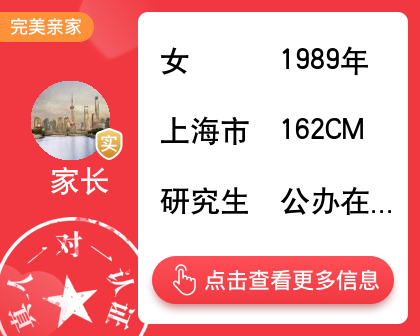 完美亲家
女 1989年
上海市 162CM
实
家长
研究生 公办在...
一对一
真人认证
点击查看更多信息